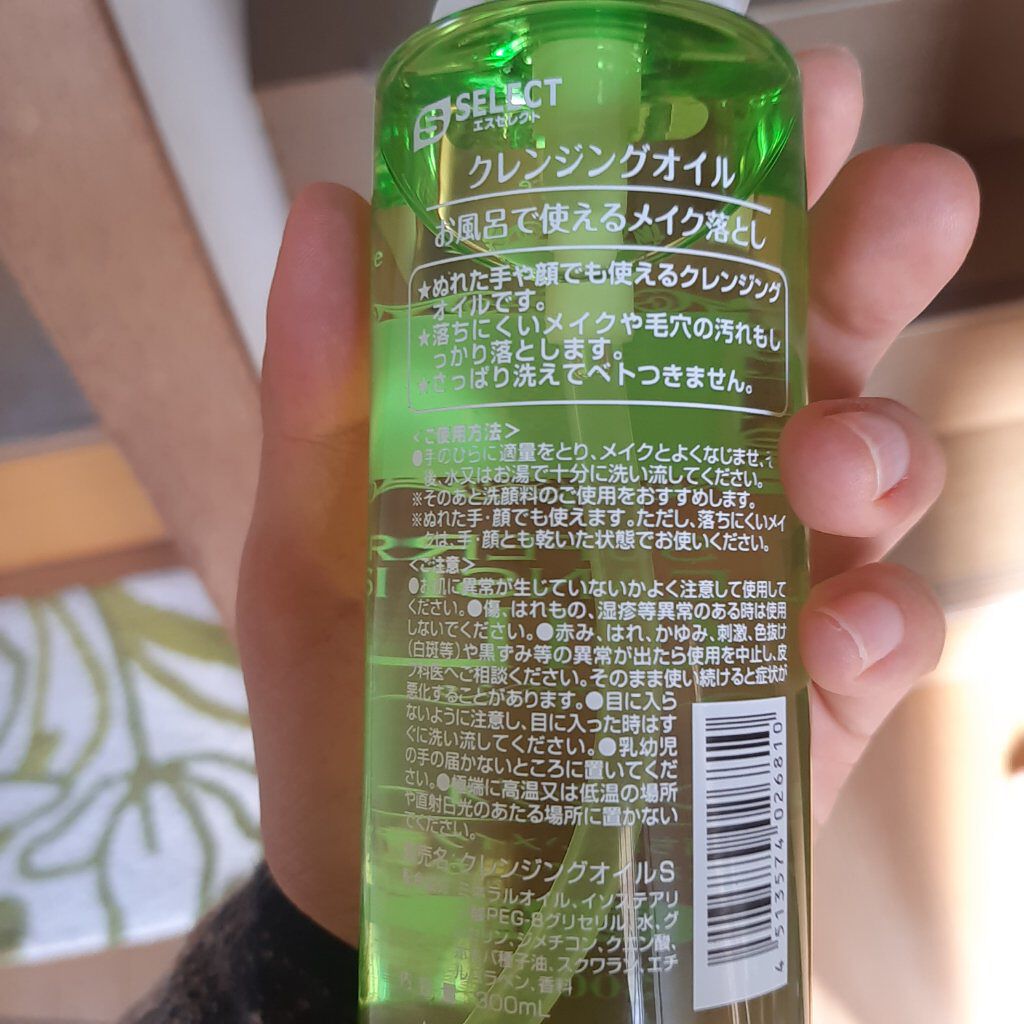 S SELECT
エスセレクト
クレンジングオイル
お風呂で使えるメイク落とし
★ぬれた手や顔でも使えるクレンジング
オイルです。
★落ちにくいメイクや毛穴の汚れもし
っかり落とします。
★さっぱり洗えてベトつきません。
<ご使用方法>
●手のひらに適量をとり、メイクとよくなじませ、そ
後、水又はお湯で十分に洗い流してください。
※そのあと洗顔料のご使用をおすすめします。
※ぬれた手・顔でも使えます。ただし、落ちにくいメイ
クは、手・顔とも乾いた状態でお使いください。
<ご注意>
●お肌に異常が生じていないかよく注意して使用して
ください。●傷、はれもの、湿疹等異常のある時は使用
しないでください。●赤み、はれ、かゆみ、刺激、色抜け
(白斑等)や黒ずみ等の異常が出たら使用を中止し、皮
フ科医へご相談ください。そのまま使い続けると症状が
悪化することがあります。●目に入ら
ないように注意し、目に入った時はす
ぐに洗い流してください。●乳幼児
の手の届かないところに置いてくだ
さい。●極端に高温又は低温の場所
や直射日光のあたる場所に置かない
でください。
売名 クレンジングオイルS
ミネラルオイル、イソステアリ
酸PEG-8グリセリル、水、グ
リン、ジメチコン、クエン酸、
種子油、スクワラン、エチ
ルヘ、香料
300mL
4 513574 026810